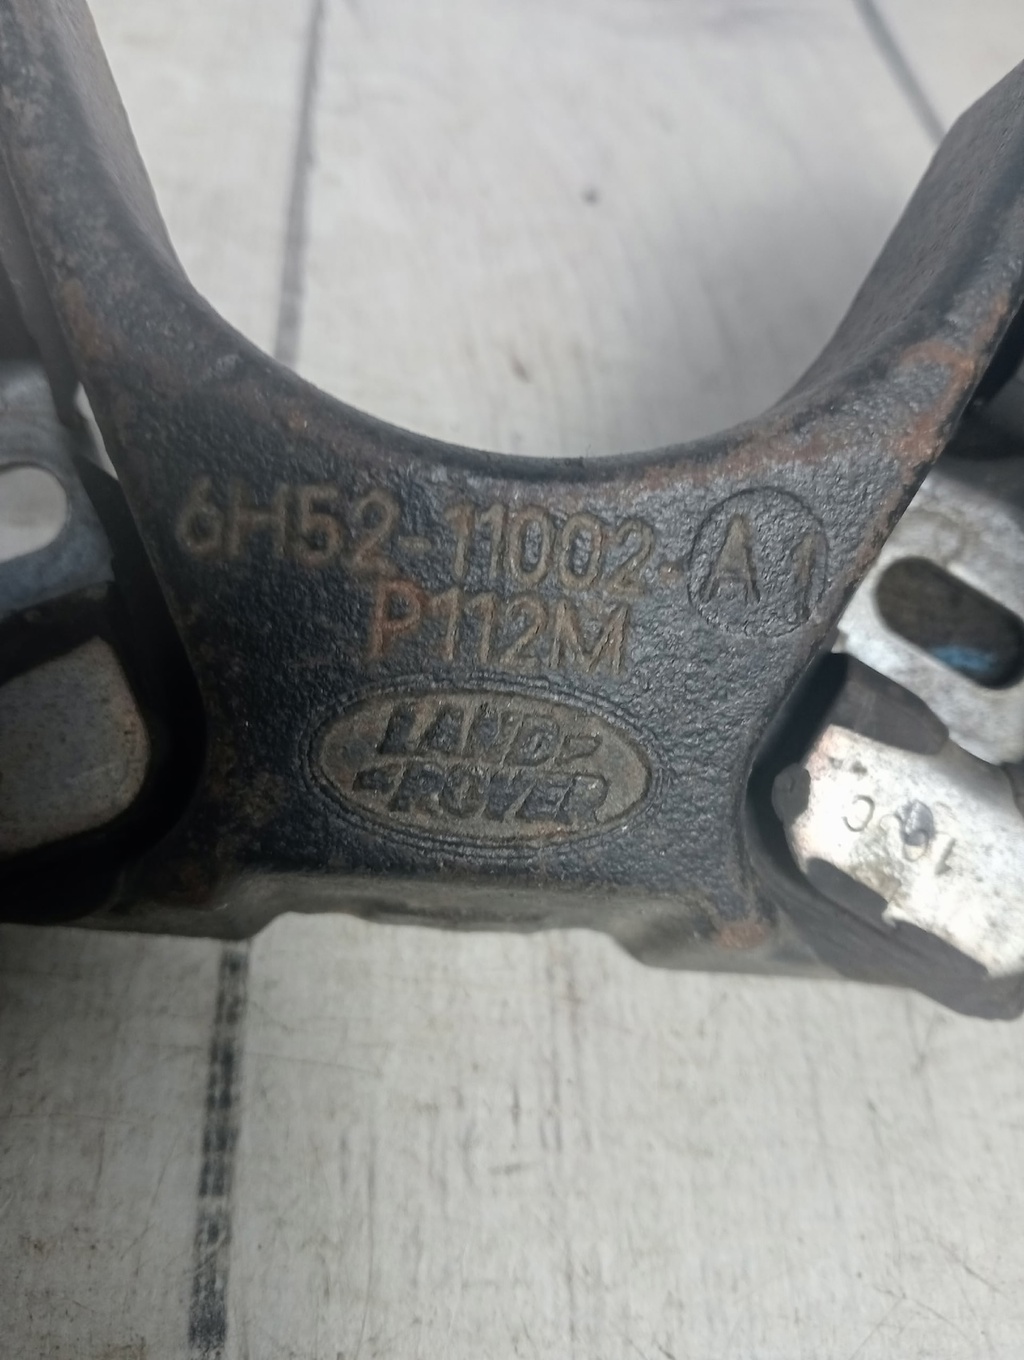 6H52-11002-A1
P112M
LAND
ROVER